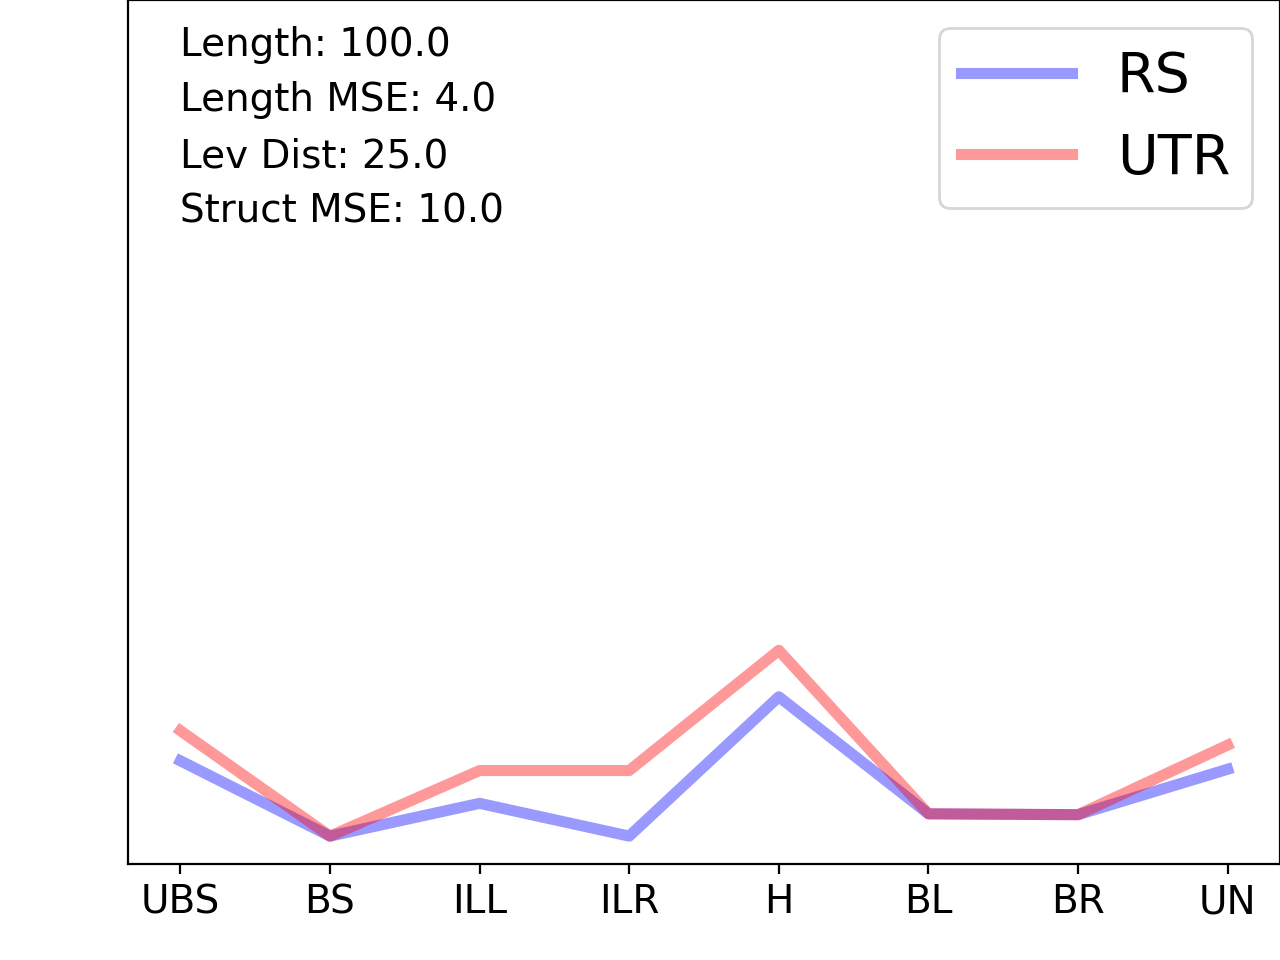 Length: 100.0
Length MSE: 4.0
Lev Dist: 25.0
Struct MSE: 10.0
RS
UTR
UBS BS ILL ILR H BL BR UN